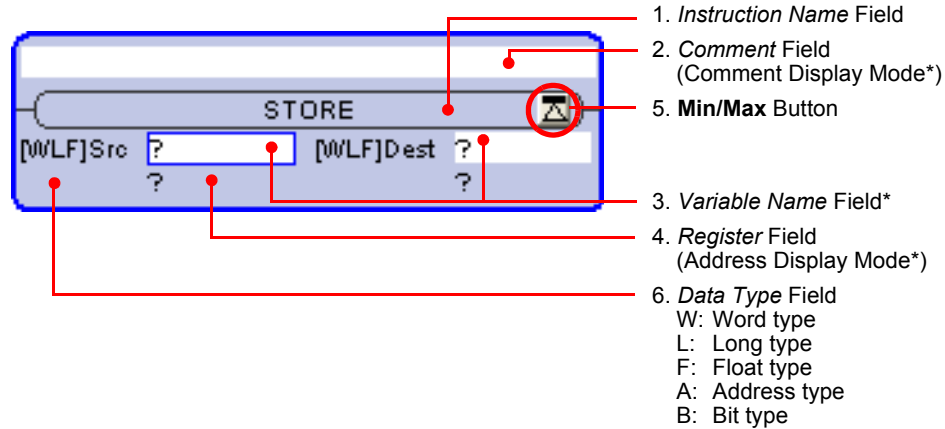 1. Instruction Name Field
2. Comment Field
(Comment Display Mode*)
STORE
5. Min/Max Button
[WLF]Src ? [WLF]Dest ?
? ?
3. Variable Name Field*
4. Register Field
(Address Display Mode*)
6. Data Type Field
W: Word type
L: Long type
F: Float type
A: Address type
B: Bit type